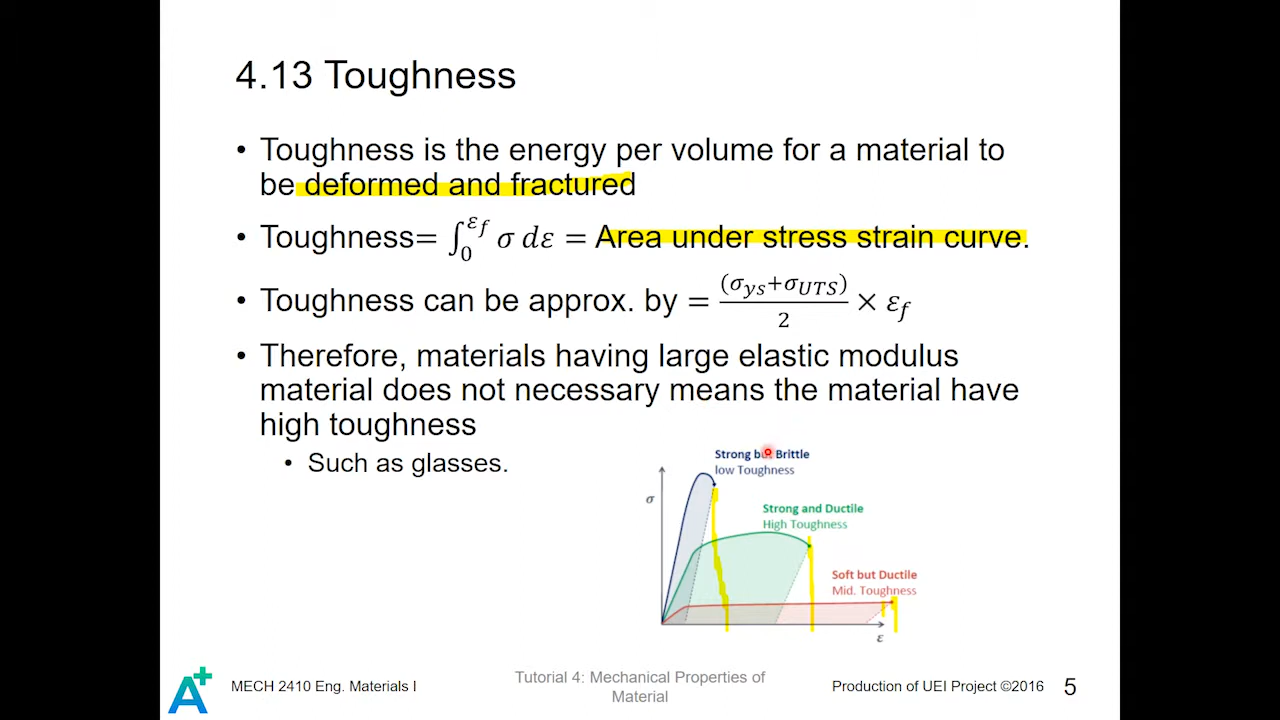 4.13 Toughness
• Toughness is the energy per volume for a material to
be deformed and fractured
• Toughness= ∫₀^εf σ dε = Area under stress strain curve.
• Toughness can be approx. by = (σys+σUTS)/2 × εf
• Therefore, materials having large elastic modulus
material does not necessary means the material have
high toughness
• Such as glasses.
Strong but Brittle
low Toughness
σ
Strong and Ductile
High Toughness
Soft but Ductile
Mid. Toughness
ε
A+
MECH 2410 Eng. Materials I
Tutorial 4: Mechanical Properties of
Material
Production of UEI Project ©2016
5